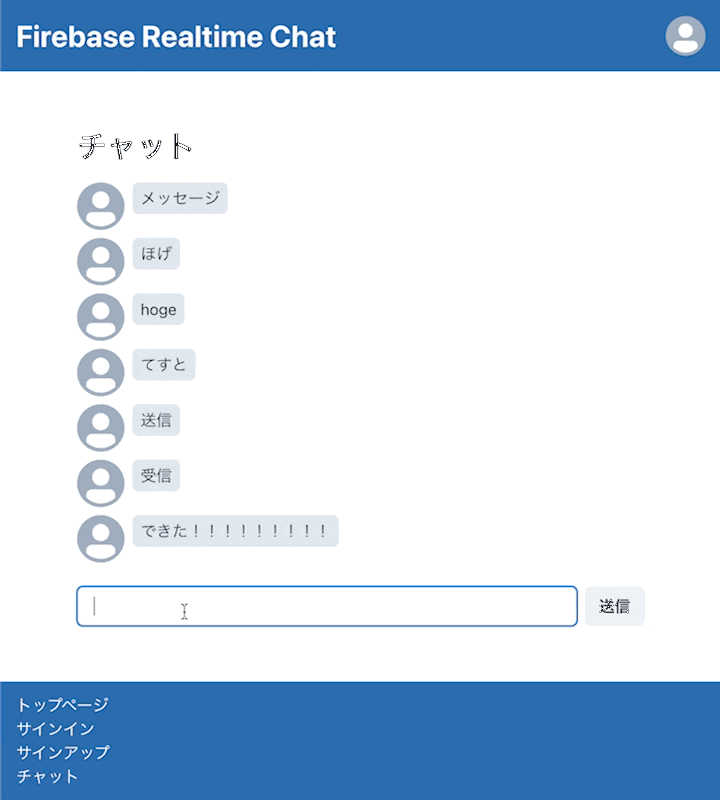 Firebase Realtime Chat
チャット
メッセージ
ほげ
hoge
てすと
送信
受信
できた！！！！！！！！！
送信
トップページ
サインイン
サインアップ
チャット